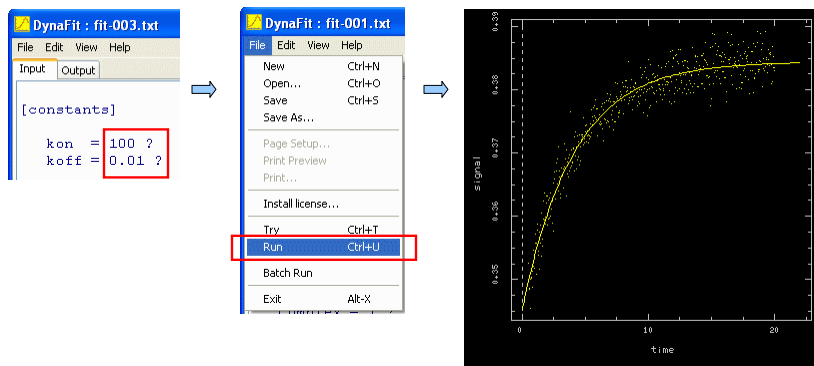 DynaFit : fit-003.txt
File Edit View Help
Input Output
[constants]
kon = 100 ?
koff = 0.01 ?
DynaFit : fit-001.txt
File Edit View Help
New Ctrl+N
Open... Ctrl+O
Save Ctrl+S
Save As...
Page Setup...
Print Preview
Print...
Install license...
Try Ctrl+T
Run Ctrl+U
Batch Run
Exit Alt-X
0.39
0.38
0.37
0.36
0.35
signal
0 10 20
time